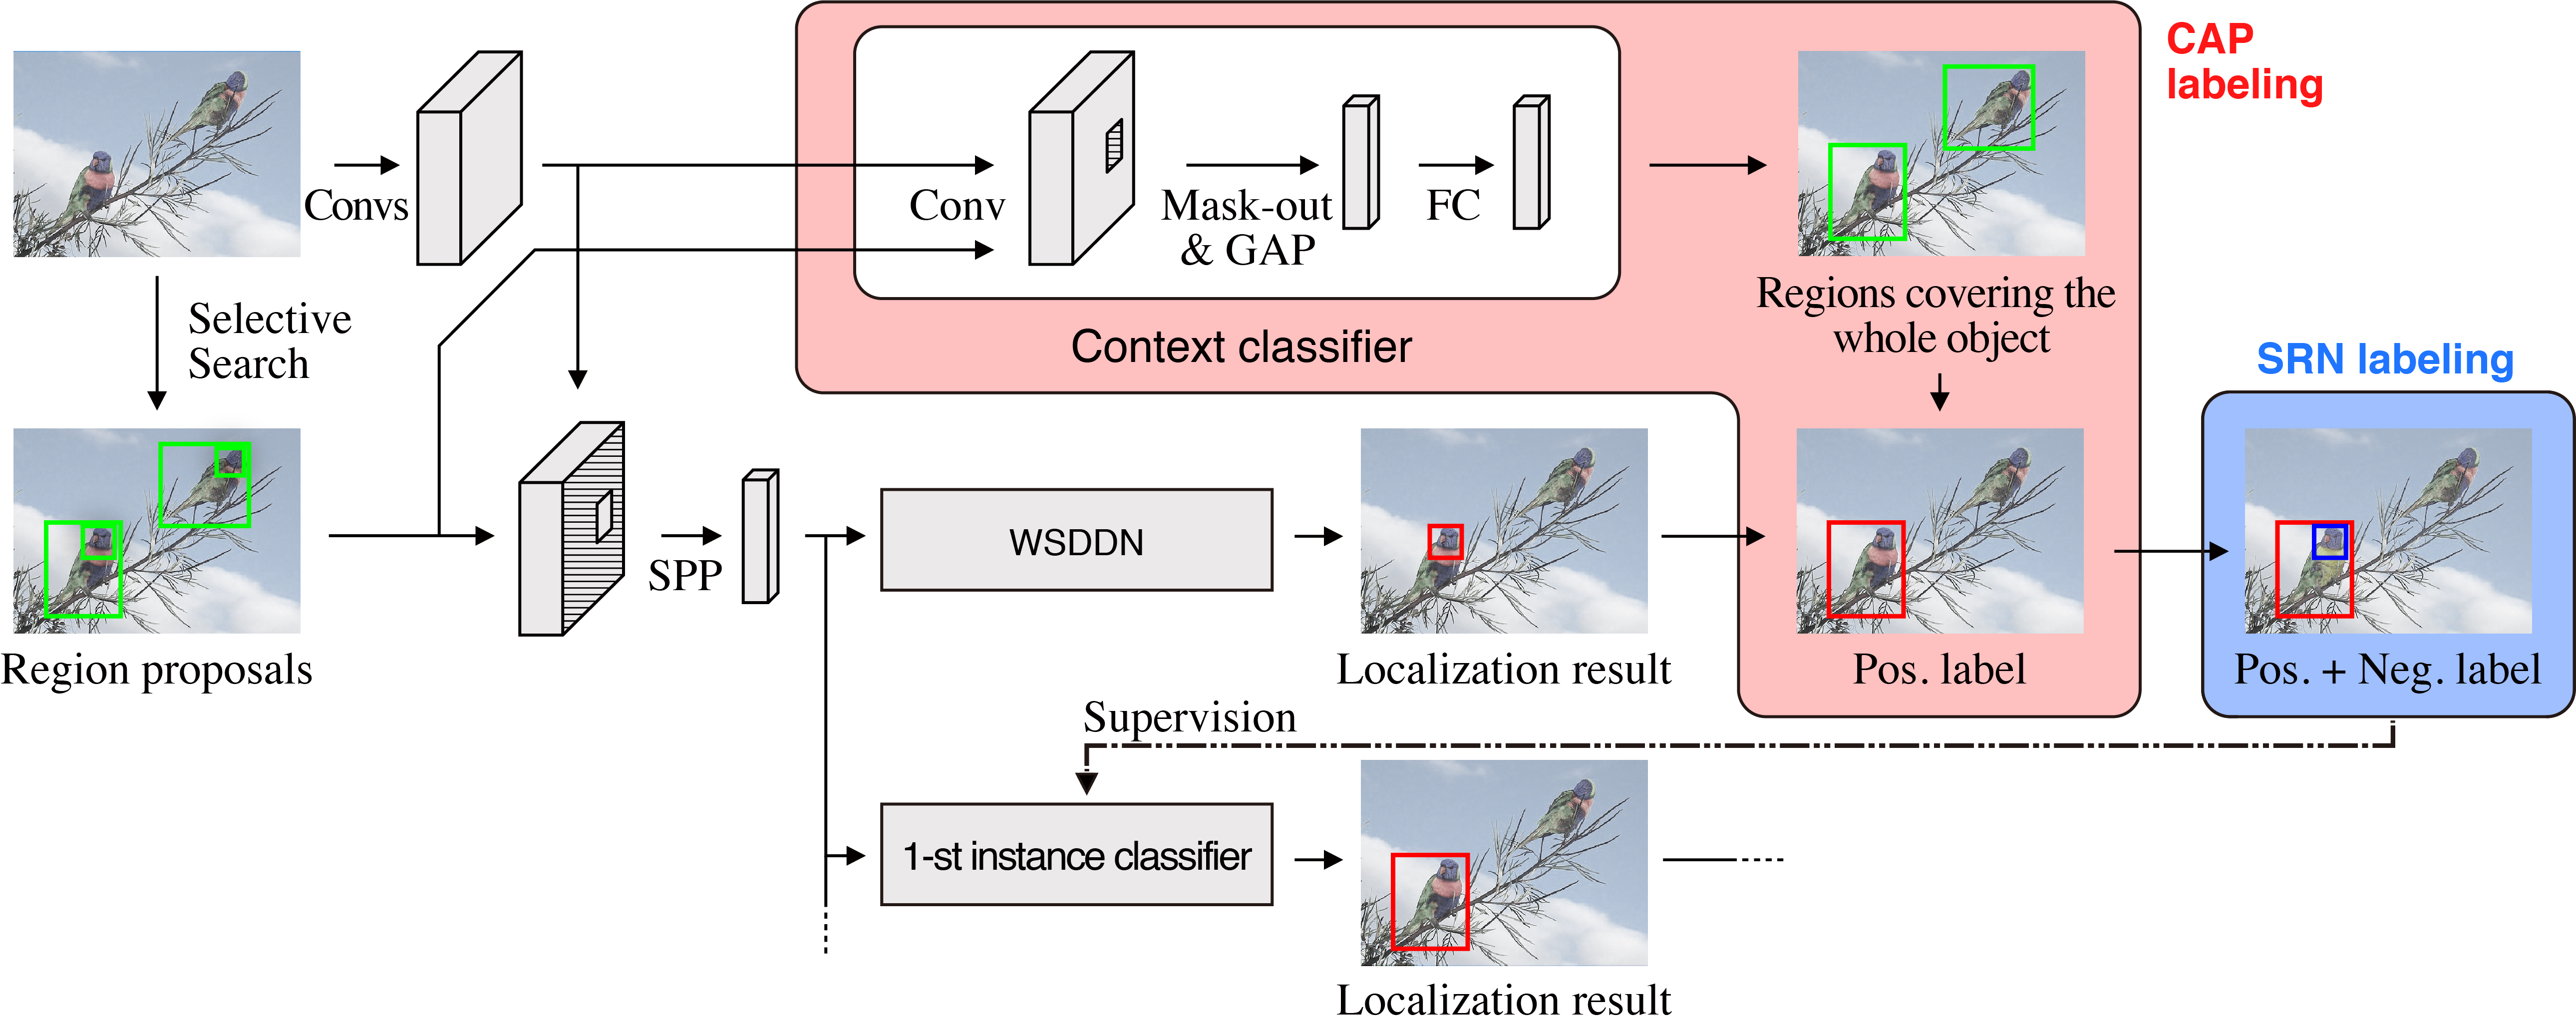 CAP
labeling
Convs
Conv
Mask-out
& GAP
FC
Selective
Search
Regions covering the
whole object
Context classifier
SRN labeling
WSDDN
SPP
Region proposals
Localization result
Pos. label
Pos. + Neg. label
Supervision
1-st instance classifier
Localization result